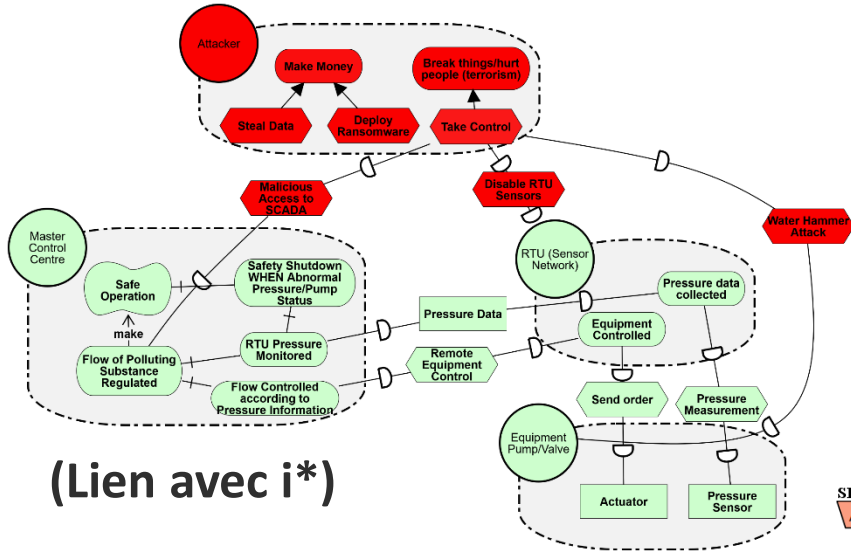 Attacker
Make Money
Break things/hurt
people (terrorism)
Steal Data
Deploy
Ransomware
Take Control
Malicious
Access to
SCADA
Disable RTU
Sensors
Water Hammer
Attack
Master
Control
Centre
RTU (Sensor
Network)
Safe
Operation
Safety Shutdown
WHEN Abnormal
Pressure/Pump
Status
Pressure data
collected
Pressure Data
Equipment
Controlled
make
RTU Pressure
Monitored
Flow of Polluting
Substance
Regulated
Remote
Equipment
Control
Flow Controlled
according to
Pressure Information
Send order
Pressure
Measurement
Equipment
Pump/Valve
(Lien avec i*)
Actuator
Pressure
Sensor